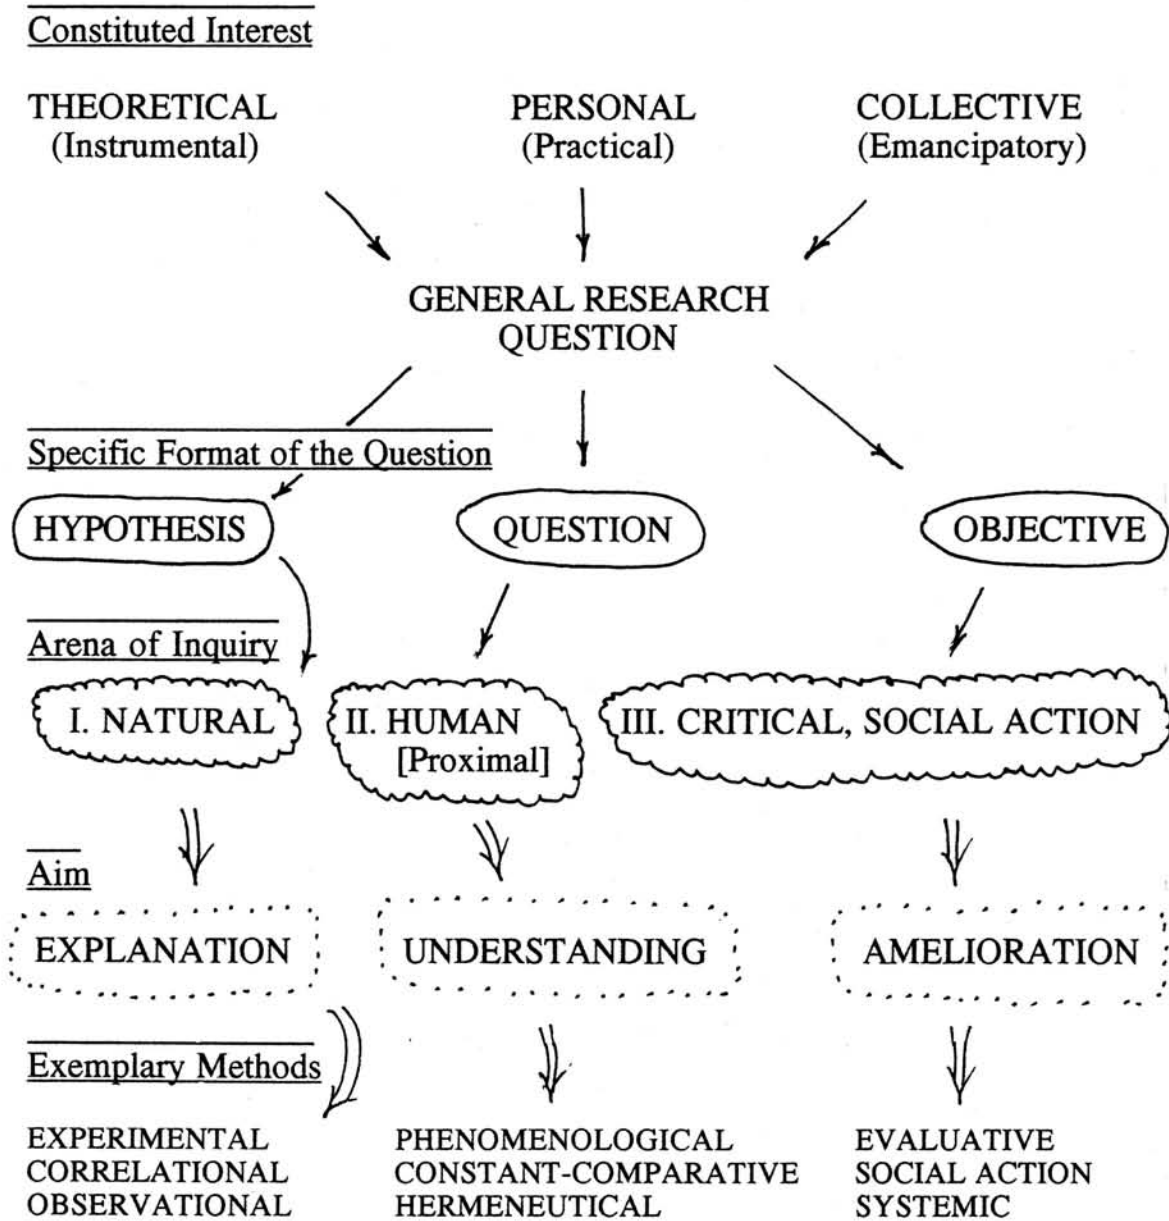 Constituted Interest
THEORETICAL PERSONAL COLLECTIVE
(Instrumental) (Practical) (Emancipatory)
GENERAL RESEARCH
QUESTION
Specific Format of the Question
HYPOTHESIS QUESTION OBJECTIVE
Arena of Inquiry
I. NATURAL II. HUMAN III. CRITICAL, SOCIAL ACTION
[Proximal]
Aim
EXPLANATION UNDERSTANDING AMELIORATION
Exemplary Methods
EXPERIMENTAL PHENOMENOLOGICAL EVALUATIVE
CORRELATIONAL CONSTANT-COMPARATIVE SOCIAL ACTION
OBSERVATIONAL HERMENEUTICAL SYSTEMIC